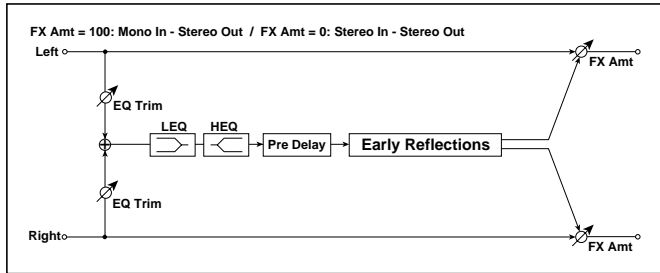 FX Amt = 100: Mono In - Stereo Out / FX Amt = 0: Stereo In - Stereo Out
Left
FX Amt
EQ Trim
LEQ
HEQ
Pre Delay
Early Reflections
EQ Trim
Right
FX Amt